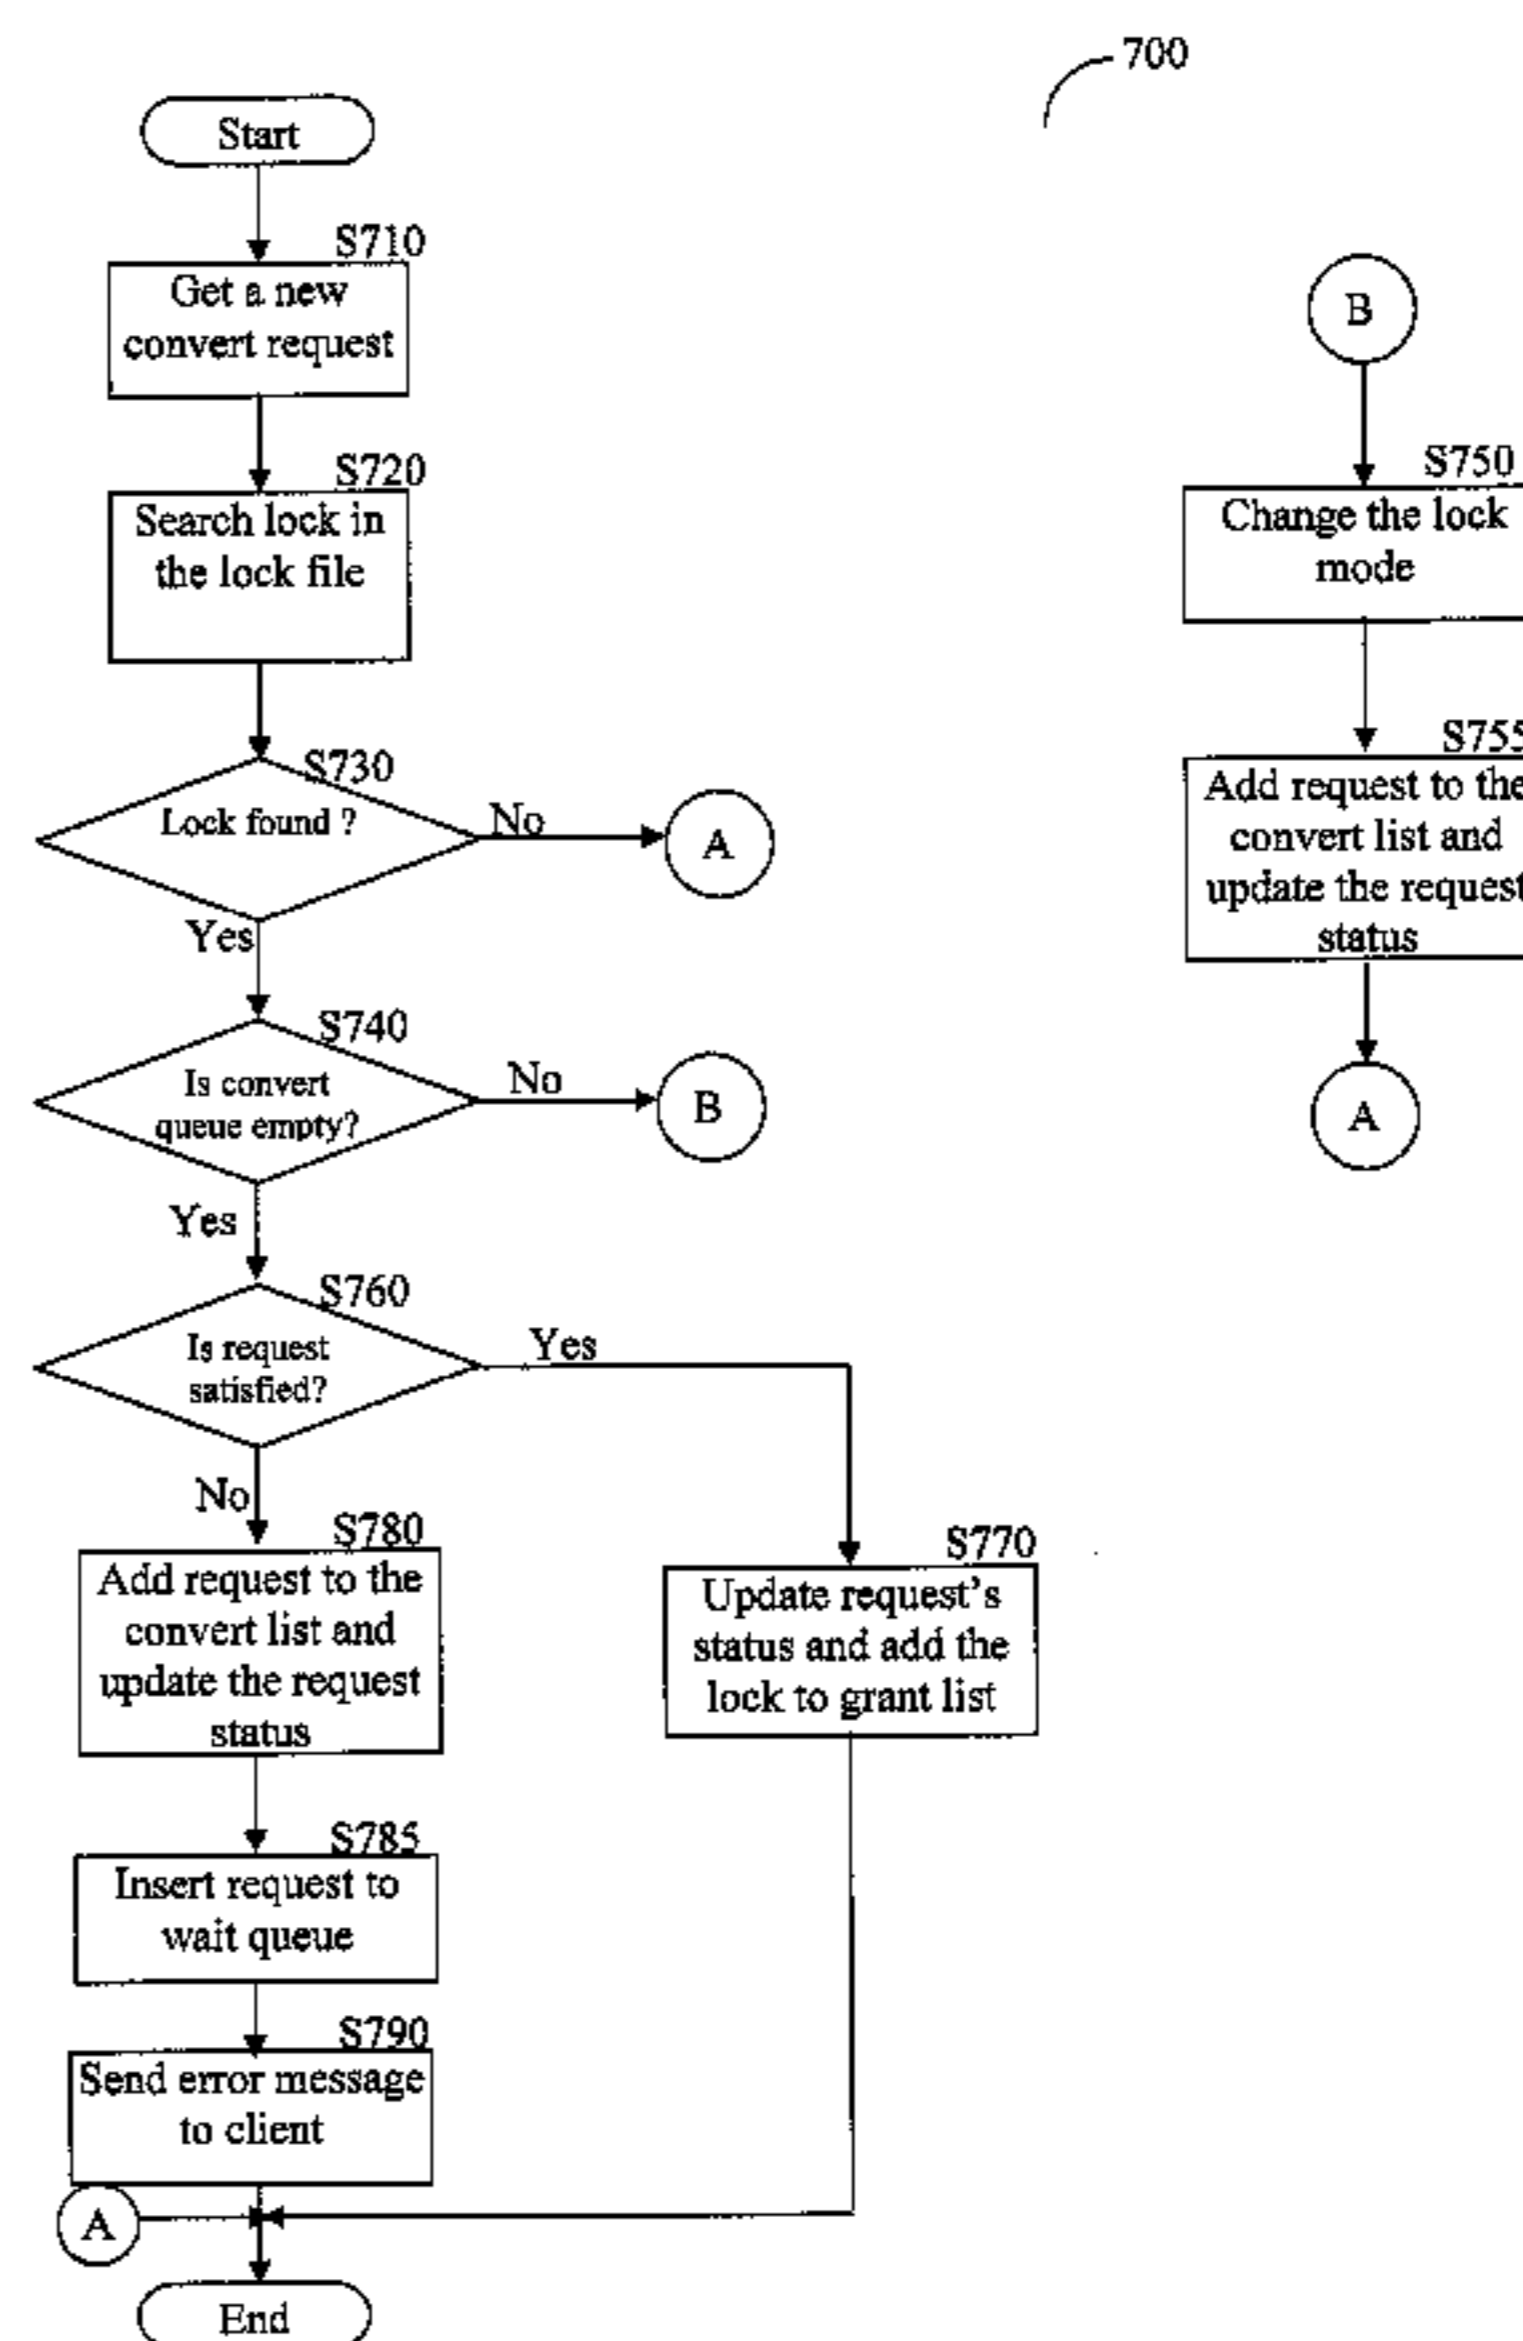 700
Start
S710
Get a new
convert request
S720
Search lock in
the lock file
S730
Lock found ?
No
A
Yes
S740
Is convert
queue empty?
No
B
Yes
S760
Is request
satisfied?
Yes
No
S780
Add request to the
convert list and
update the request
status
S770
Update request's
status and add the
lock to grant list
S785
Insert request to
wait queue
S790
Send error message
to client
A
End
B
S750
Change the lock
mode
S755
Add request to the
convert list and
update the request
status
A